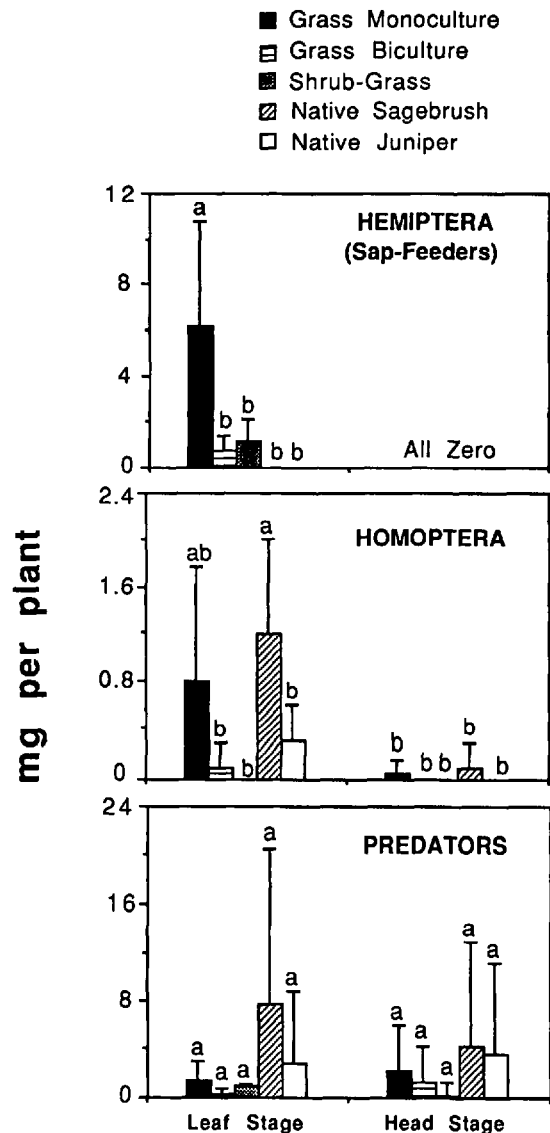 Grass Monoculture
Grass Biculture
Shrub-Grass
Native Sagebrush
Native Juniper
mg per plant
12
8
4
0
HEMIPTERA
(Sap-Feeders)
a
b
b
b b
All Zero
2.4
1.6
0.8
0
HOMOPTERA
ab
b
b
a
b
b
b b
b
b
24
16
8
0
PREDATORS
a
a
a
a
a
a
a
a
a
a
Leaf Stage
Head Stage